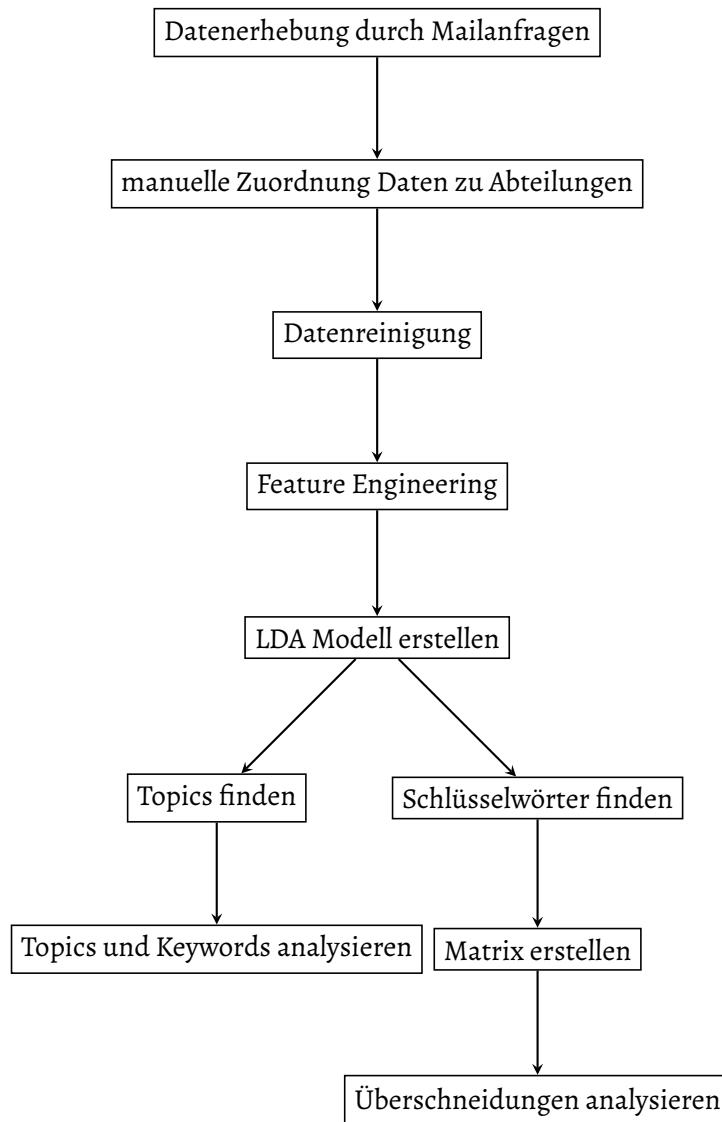 Datenerhebung durch Mailanfragen
manuelle Zuordnung Daten zu Abteilungen
Datenreinigung
Feature Engineering
LDA Modell erstellen
Topics finden
Schlüsselwörter finden
Topics und Keywords analysieren
Matrix erstellen
Überschneidungen analysieren